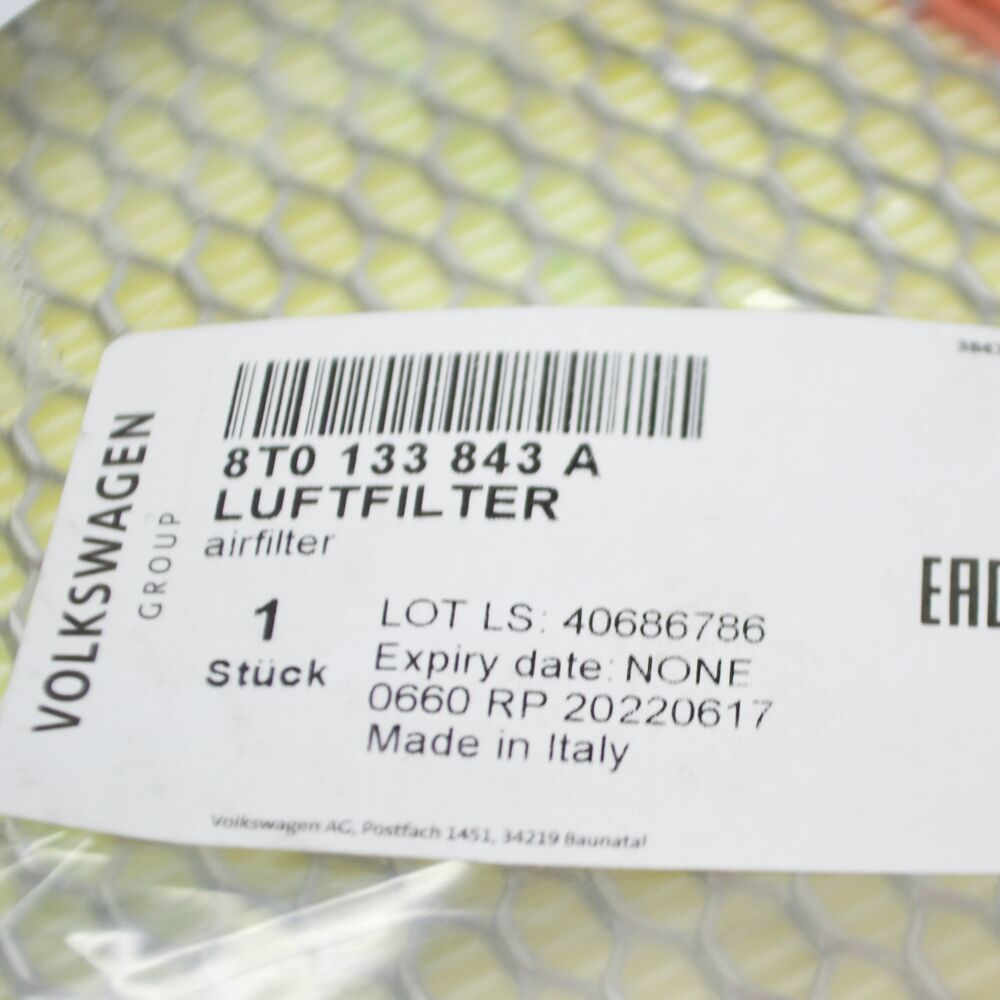 8T0 133 843 A
LUFTFILTER
airfilter
1
Stück
LOT LS: 40686786
Expiry date: NONE
0660 RP 20220617
Made in Italy
VOLKSWAGEN
GROUP
EAC
Volkswagen AG, Postfach 1451, 34219 Baunatal